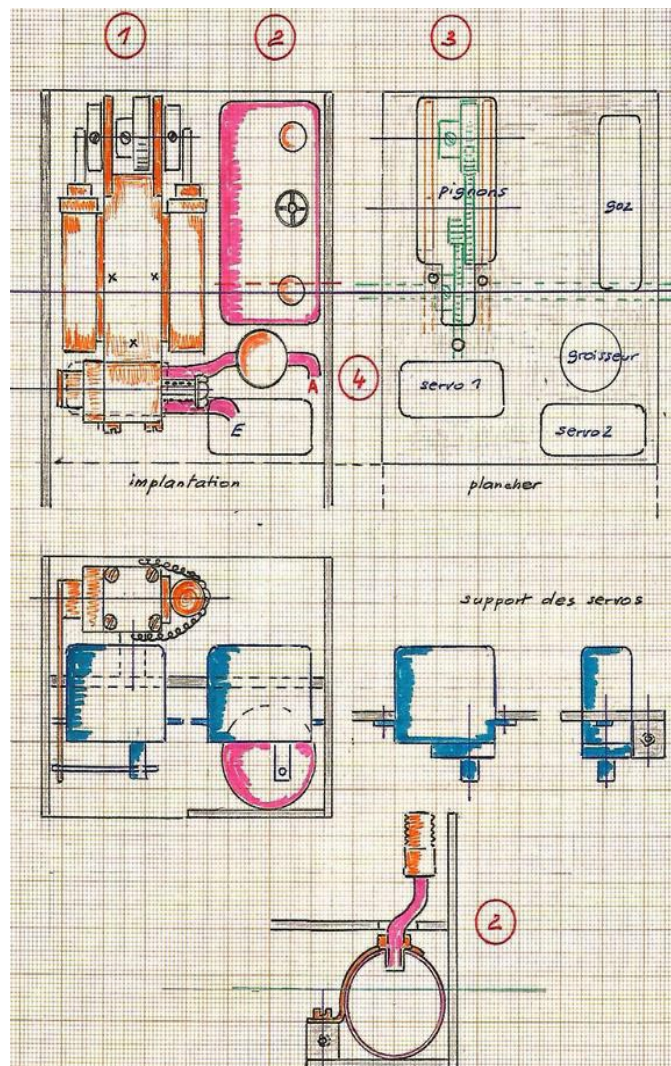 1
2
3
pignons
gaz
graisseur
4
A
servo 1
E
servo 2
implantation
plancher
support des servos
2